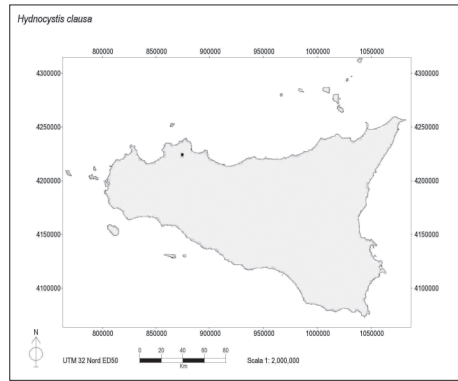 Hydnocystis clausa
800000 850000 900000 950000 1000000 1050000
4300000 4300000
4250000 4250000
4200000 4200000
4150000 4150000
4100000 4100000
800000 850000 900000 950000 1000000 1050000
N
UTM 32 Nord ED50
0 20 40 60 80
Km
Scala 1: 2,000,000